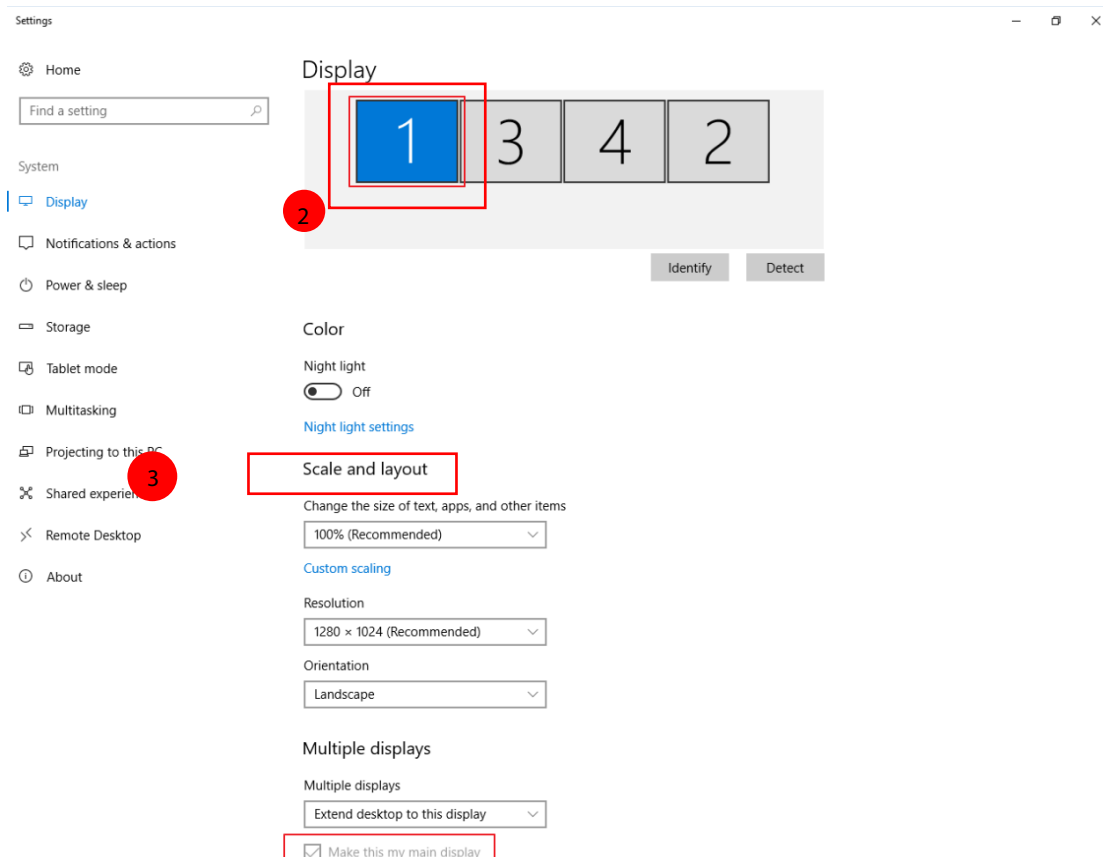 Settings
Home
Find a setting
System
Display
Notifications & actions
Power & sleep
Storage
Tablet mode
Multitasking
Projecting to this PC
Shared experien
Remote Desktop
About
Display
1 3 4 2
2
Identify Detect
Color
Night light
Off
Night light settings
3
Scale and layout
Change the size of text, apps, and other items
100% (Recommended)
Custom scaling
Resolution
1280 × 1024 (Recommended)
Orientation
Landscape
Multiple displays
Multiple displays
Extend desktop to this display
Make this my main display